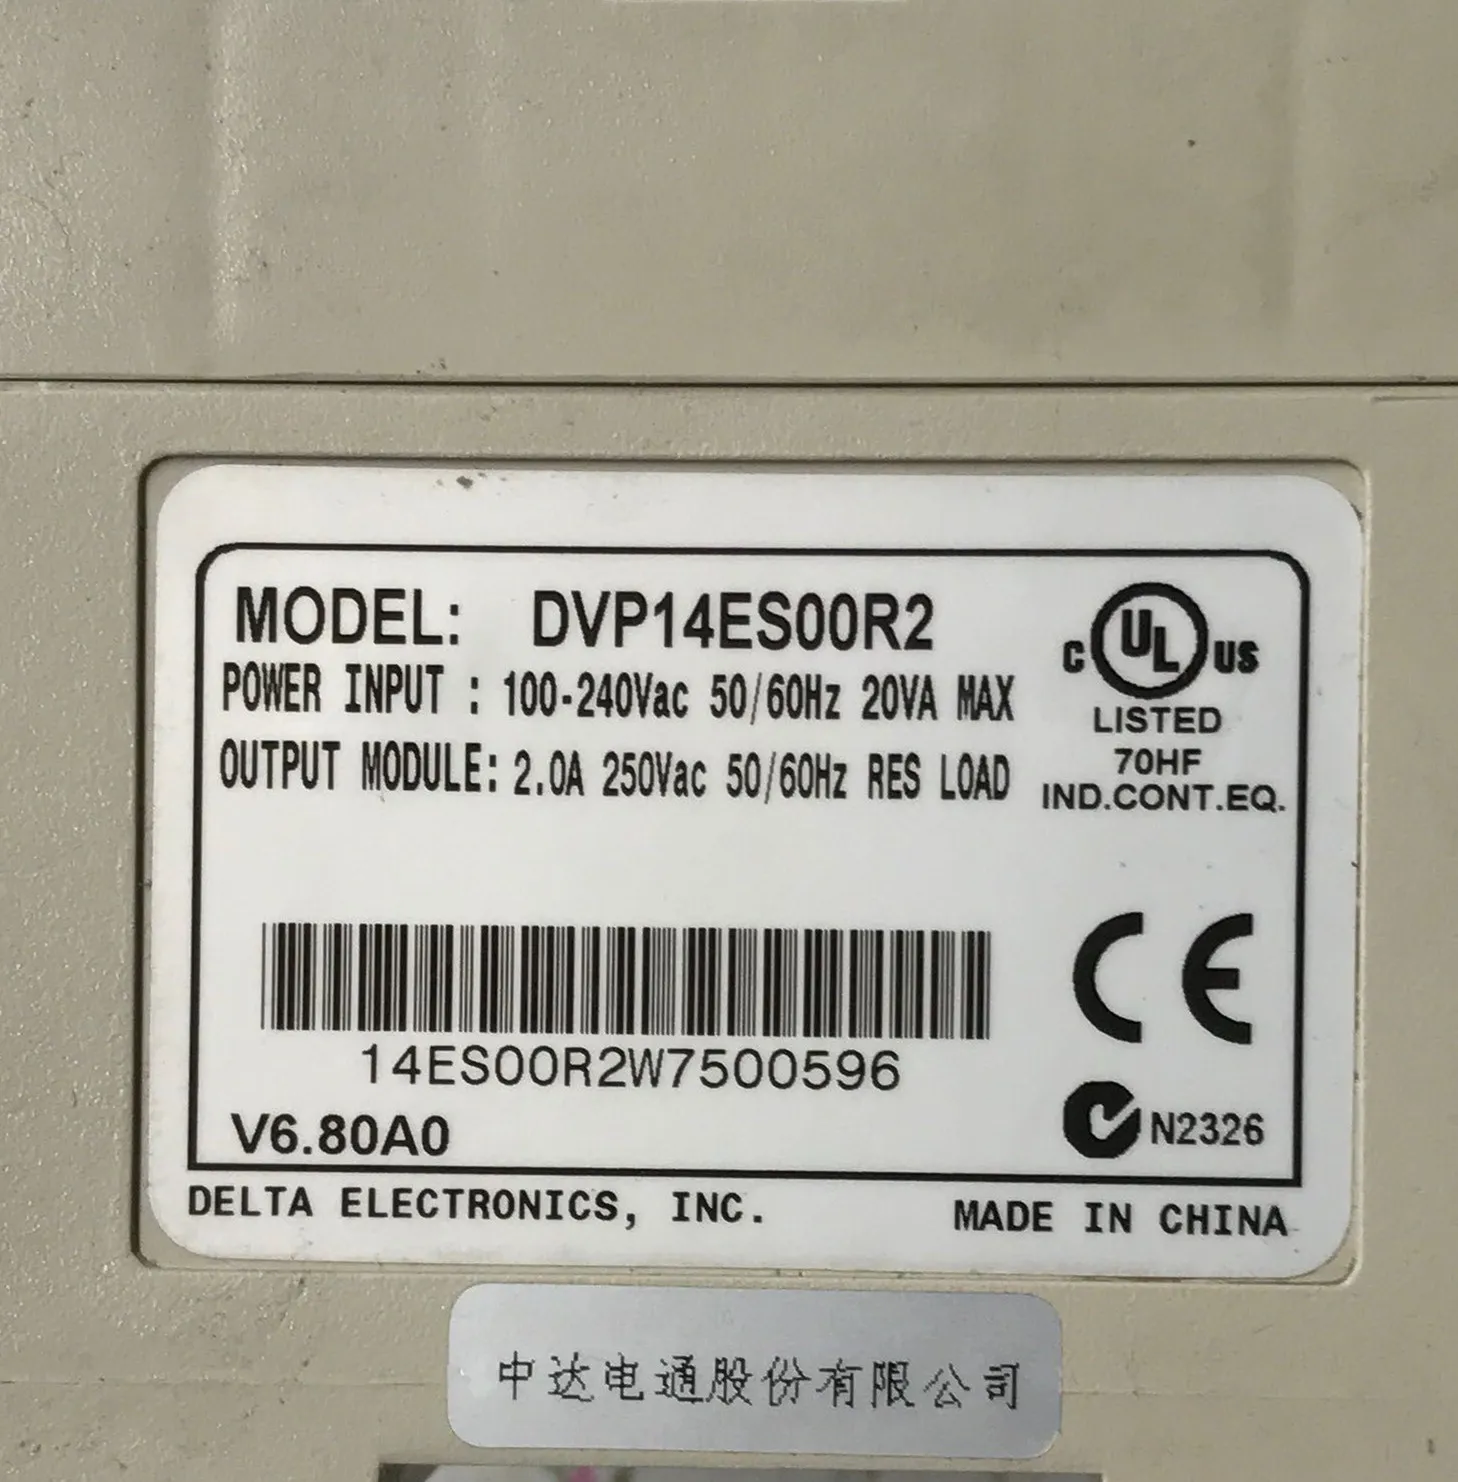 MODEL: DVP14ES00R2
POWER INPUT : 100-240Vac 50/60Hz 20VA MAX
OUTPUT MODULE: 2.0A 250Vac 50/60Hz RES LOAD
C UL US
LISTED
70HF
IND.CONT.EQ.
14ES00R2W7500596
CE
V6.80A0
N2326
DELTA ELECTRONICS, INC.
MADE IN CHINA
中达电通股份有限公司